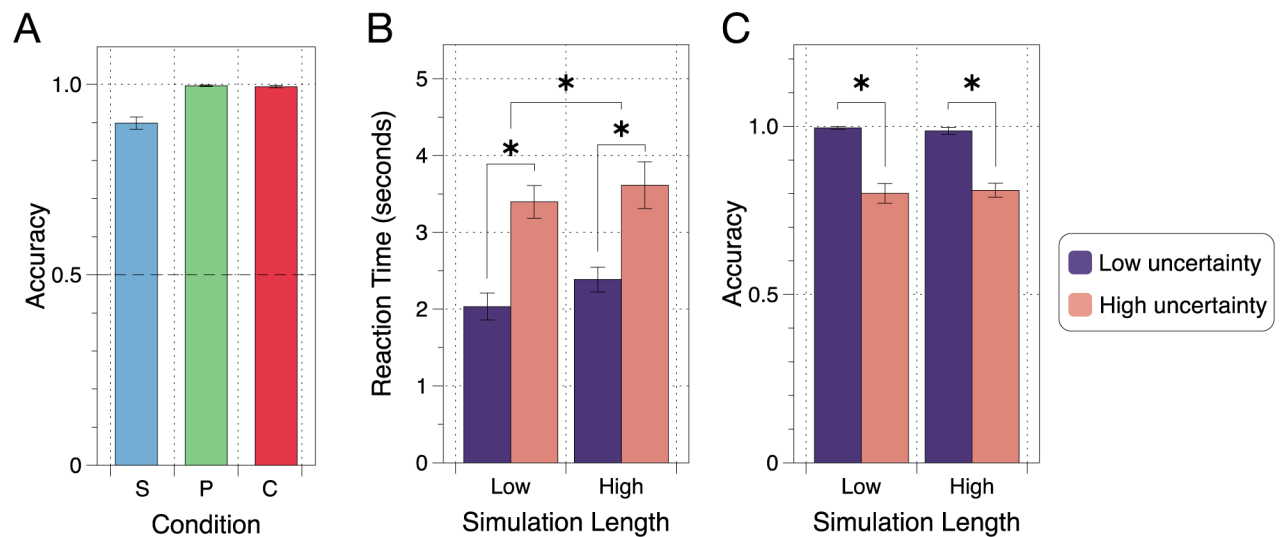 A
Accuracy
1.0
0.5
0
S P C
Condition
B
Reaction Time (seconds)
5
4
3
2
1
0
*
*
*
Low High
Simulation Length
C
Accuracy
1.0
0.5
0
* *
Low High
Simulation Length
Low uncertainty
High uncertainty